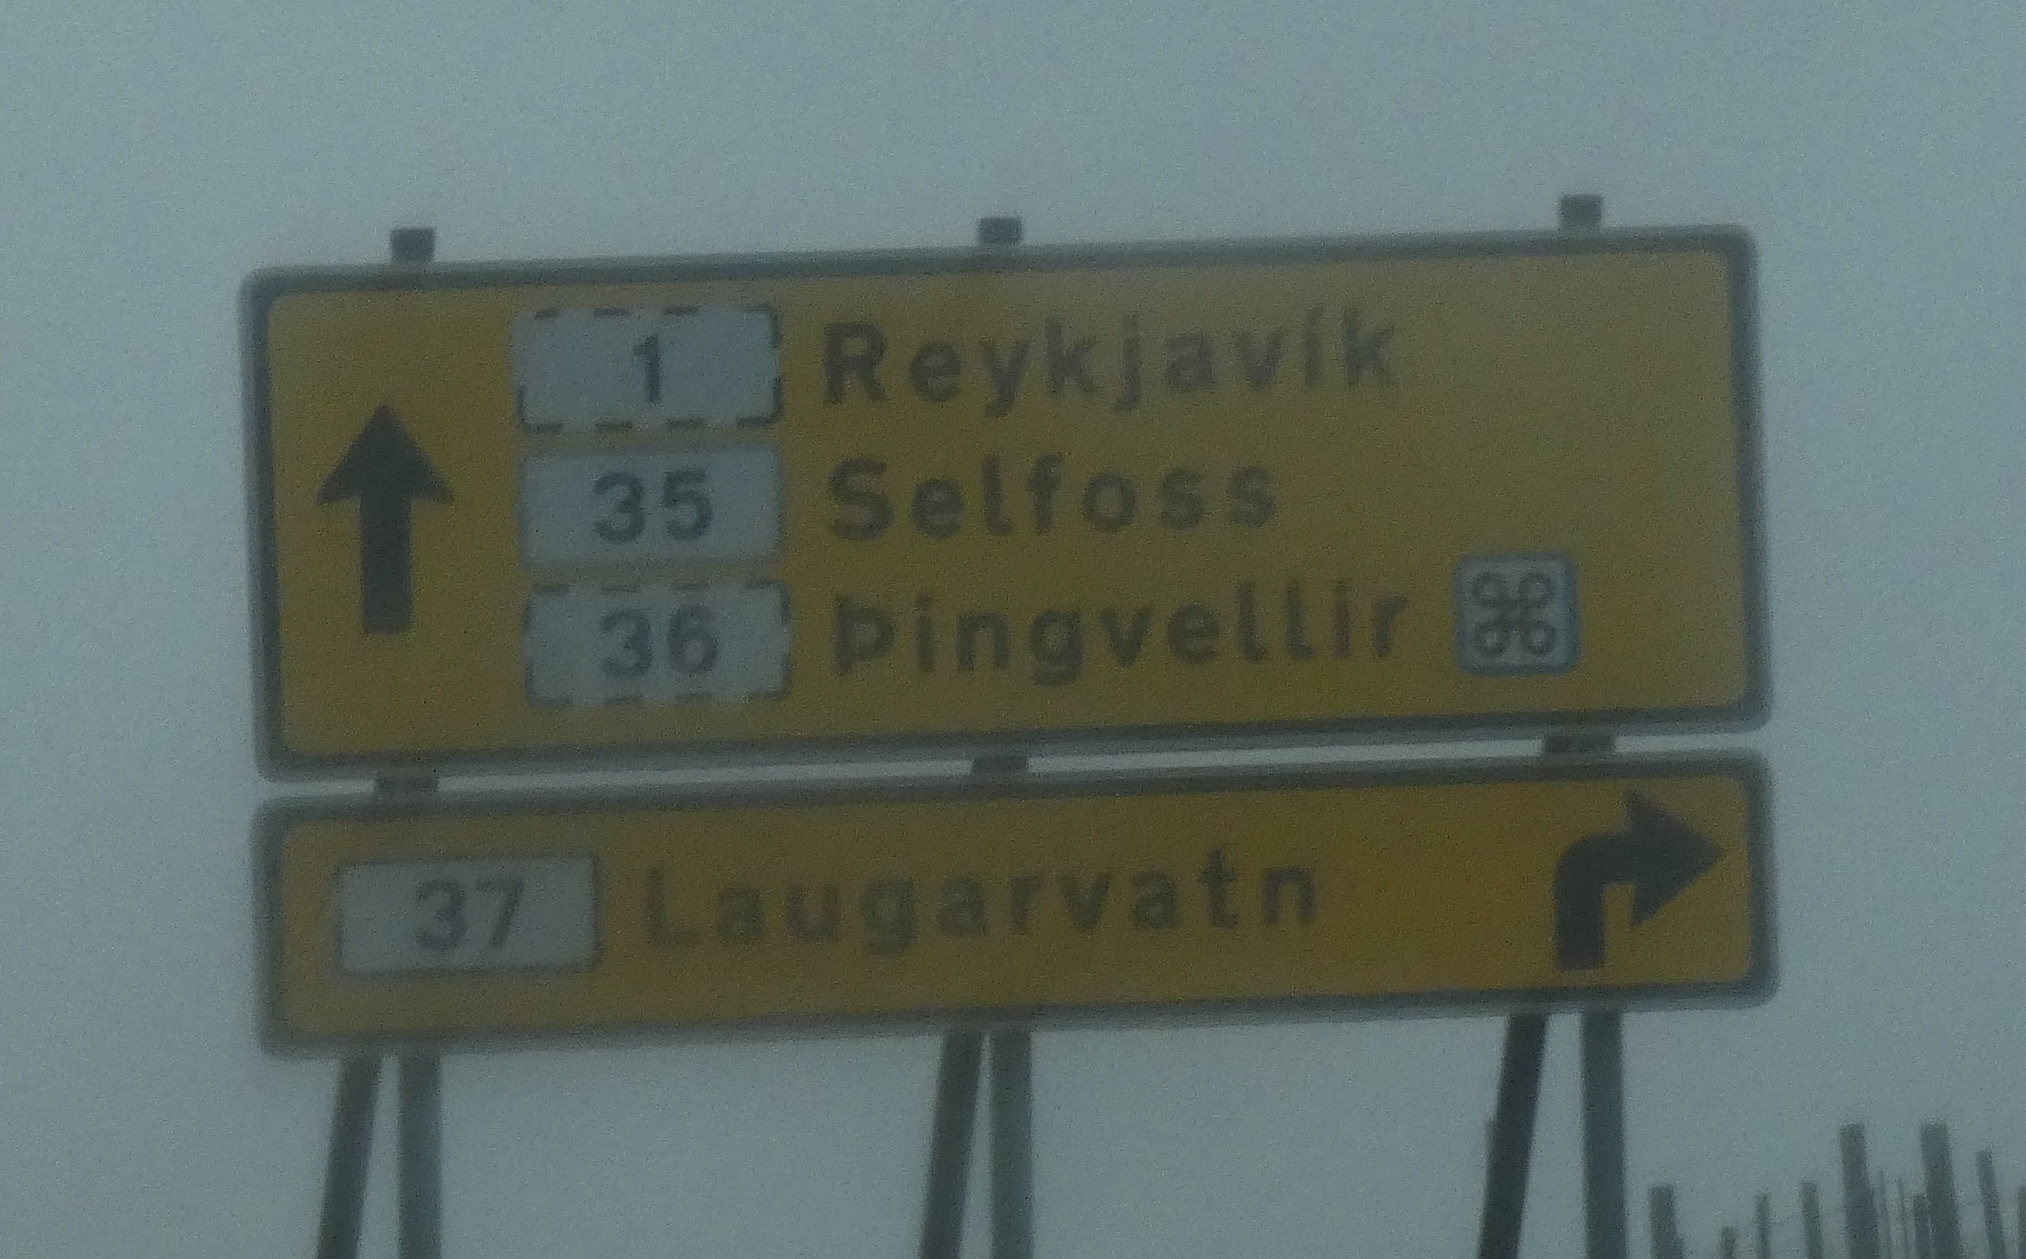 1 Reykjavík
35 Selfoss
36 Þingvellir ⌘
37 Laugarvatn